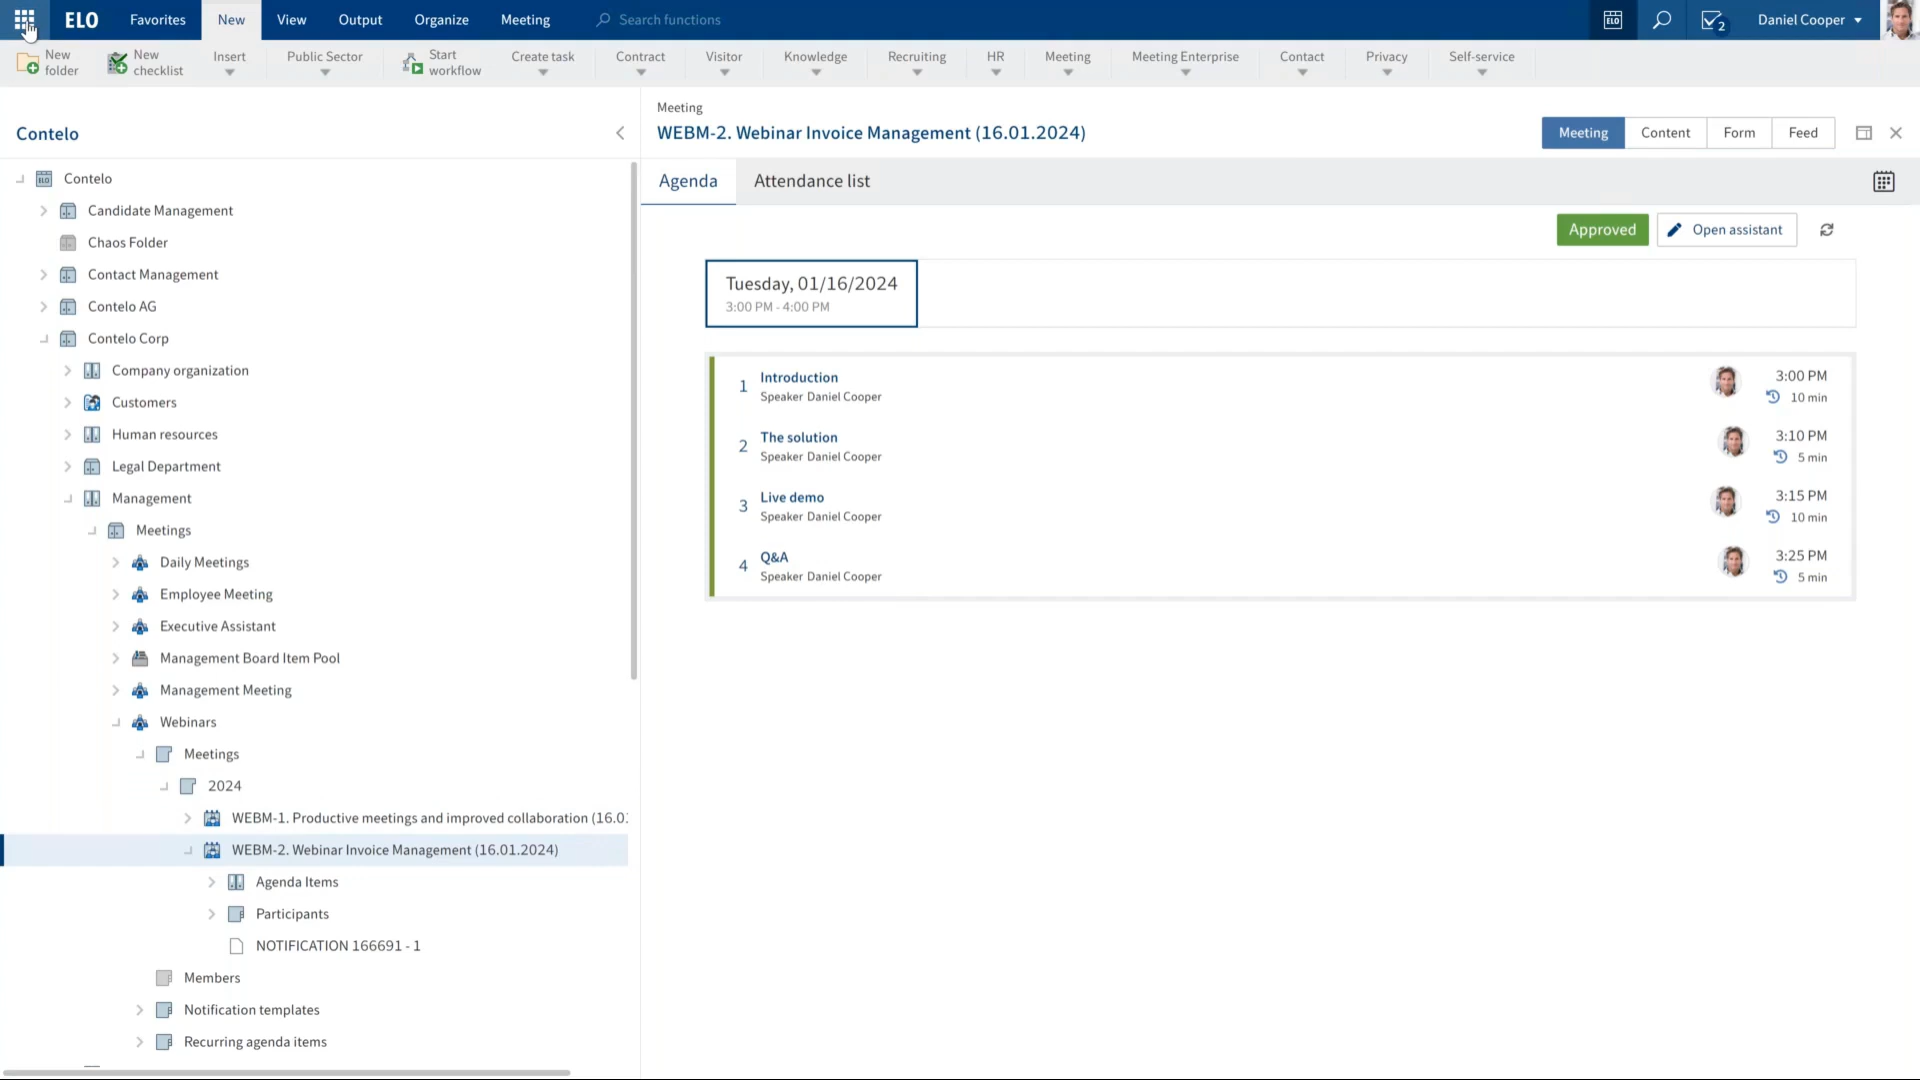 ELO
Favorites
New
View
Output
Organize
Meeting
Search functions
ELO
2
Daniel Cooper
New folder
New checklist
Insert
Public Sector
Start workflow
Create task
Contract
Visitor
Knowledge
Recruiting
HR
Meeting
Meeting Enterprise
Contact
Privacy
Self-service
Contelo
ELO Contelo
Candidate Management
Chaos Folder
Contact Management
Contelo AG
Contelo Corp
Company organization
Customers
Human resources
Legal Department
Management
Meetings
Daily Meetings
Employee Meeting
Executive Assistant
Management Board Item Pool
Management Meeting
Webinars
Meetings
2024
WEBM-1. Productive meetings and improved collaboration (16.0
WEBM-2. Webinar Invoice Management (16.01.2024)
Agenda Items
Participants
NOTIFICATION 166691 - 1
Members
Notification templates
Recurring agenda items
Meeting
WEBM-2. Webinar Invoice Management (16.01.2024)
Meeting
Content
Form
Feed
Agenda
Attendance list
Approved
Open assistant
Tuesday, 01/16/2024
3:00 PM - 4:00 PM
1
Introduction
Speaker Daniel Cooper
3:00 PM
10 min
2
The solution
Speaker Daniel Cooper
3:10 PM
5 min
3
Live demo
Speaker Daniel Cooper
3:15 PM
10 min
4
Q&A
Speaker Daniel Cooper
3:25 PM
5 min